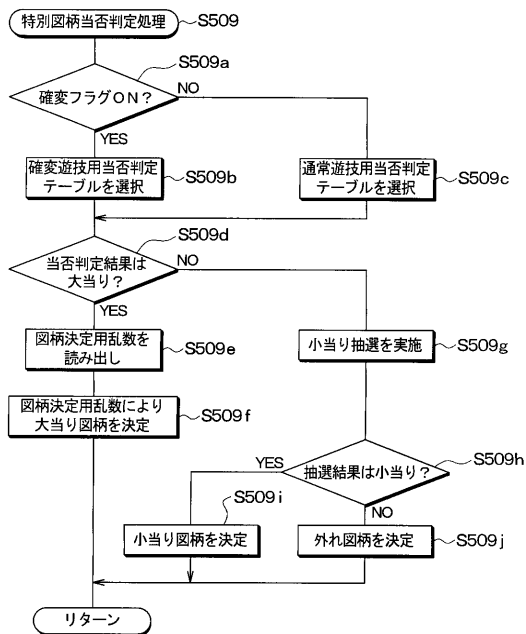 特別図柄当否判定処理
S509
S509a
確変フラグON？
NO
YES
確変遊技用当否判定
テーブルを選択
S509b
通常遊技用当否判定
テーブルを選択
S509c
S509d
当否判定結果は
大当り？
NO
YES
図柄決定用乱数を
読み出し
S509e
小当り抽選を実施
S509g
図柄決定用乱数により
大当り図柄を決定
S509f
YES
抽選結果は小当り？
S509h
NO
S509i
小当り図柄を決定
外れ図柄を決定
S509j
リターン